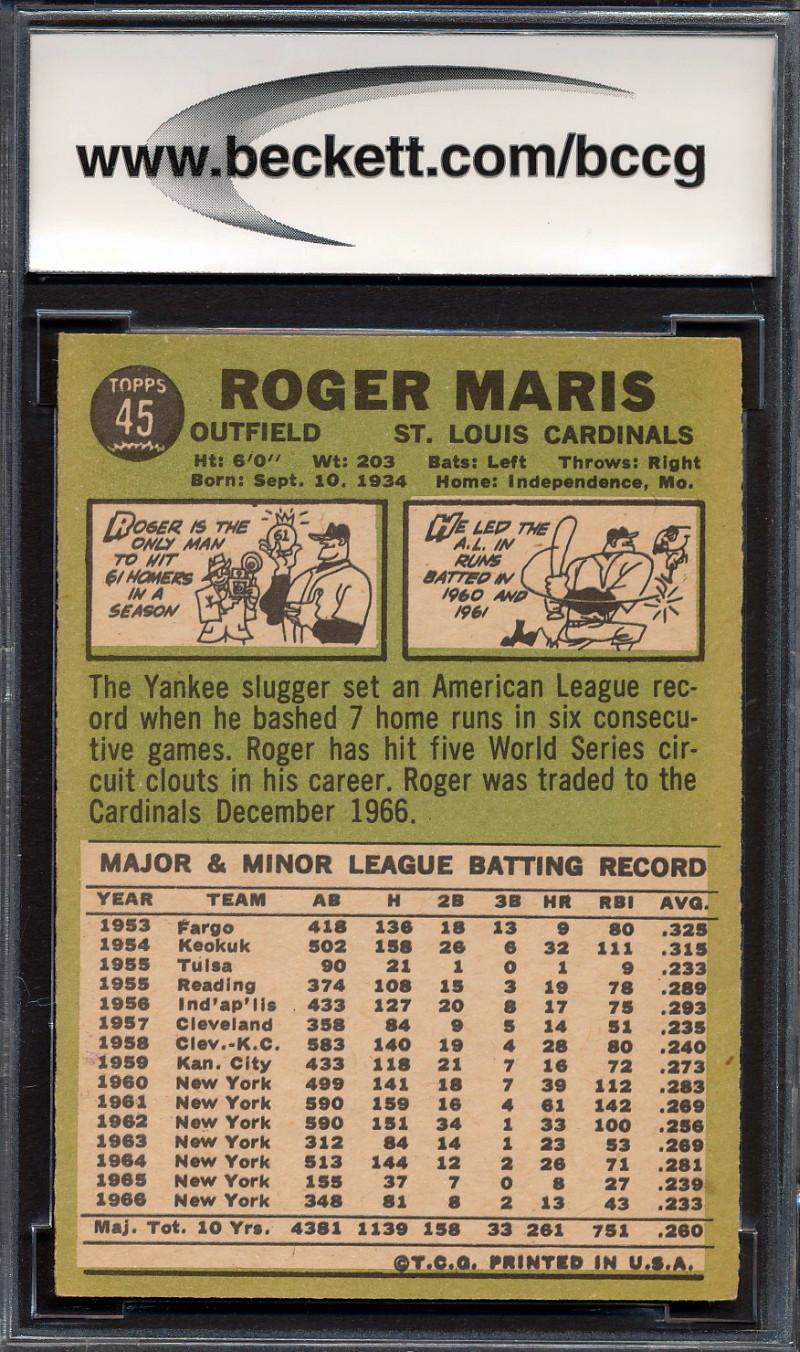 www.beckett.com/bccg
TOPPS
45
ROGER MARIS
OUTFIELD ST. LOUIS CARDINALS
Ht: 6'0" Wt: 203 Bats: Left Throws: Right
Born: Sept. 10, 1934 Home: Independence, Mo.
ROGER IS THE
ONLY MAN
TO HIT
61 HOMERS
IN A
SEASON
61
HE LED THE
A.L. IN
RUNS
BATTED IN
1960 AND
1961
The Yankee slugger set an American League rec-
ord when he bashed 7 home runs in six consecu-
tive games. Roger has hit five World Series cir-
cuit clouts in his career. Roger was traded to the
Cardinals December 1966.
MAJOR & MINOR LEAGUE BATTING RECORD
YEAR TEAM AB H 2B 3B HR RBI AVG.
1953 Fargo 418 136 18 13 9 80 .325
1954 Keokuk 502 158 26 6 32 111 .315
1955 Tulsa 90 21 1 0 1 9 .233
1955 Reading 374 108 15 3 19 78 .289
1956 Ind'ap'lis 433 127 20 8 17 75 .293
1957 Cleveland 358 84 9 5 14 51 .235
1958 Clev.-K.C. 583 140 19 4 28 80 .240
1959 Kan. City 433 118 21 7 16 72 .273
1960 New York 499 141 18 7 39 112 .283
1961 New York 590 159 16 4 61 142 .269
1962 New York 590 151 34 1 33 100 .256
1963 New York 312 84 14 1 23 53 .269
1964 New York 513 144 12 2 26 71 .281
1965 New York 155 37 7 0 8 27 .239
1966 New York 348 81 8 2 13 43 .233
Maj. Tot. 10 Yrs. 4381 1139 158 33 261 751 .260
©T.C.G. PRINTED IN U.S.A.